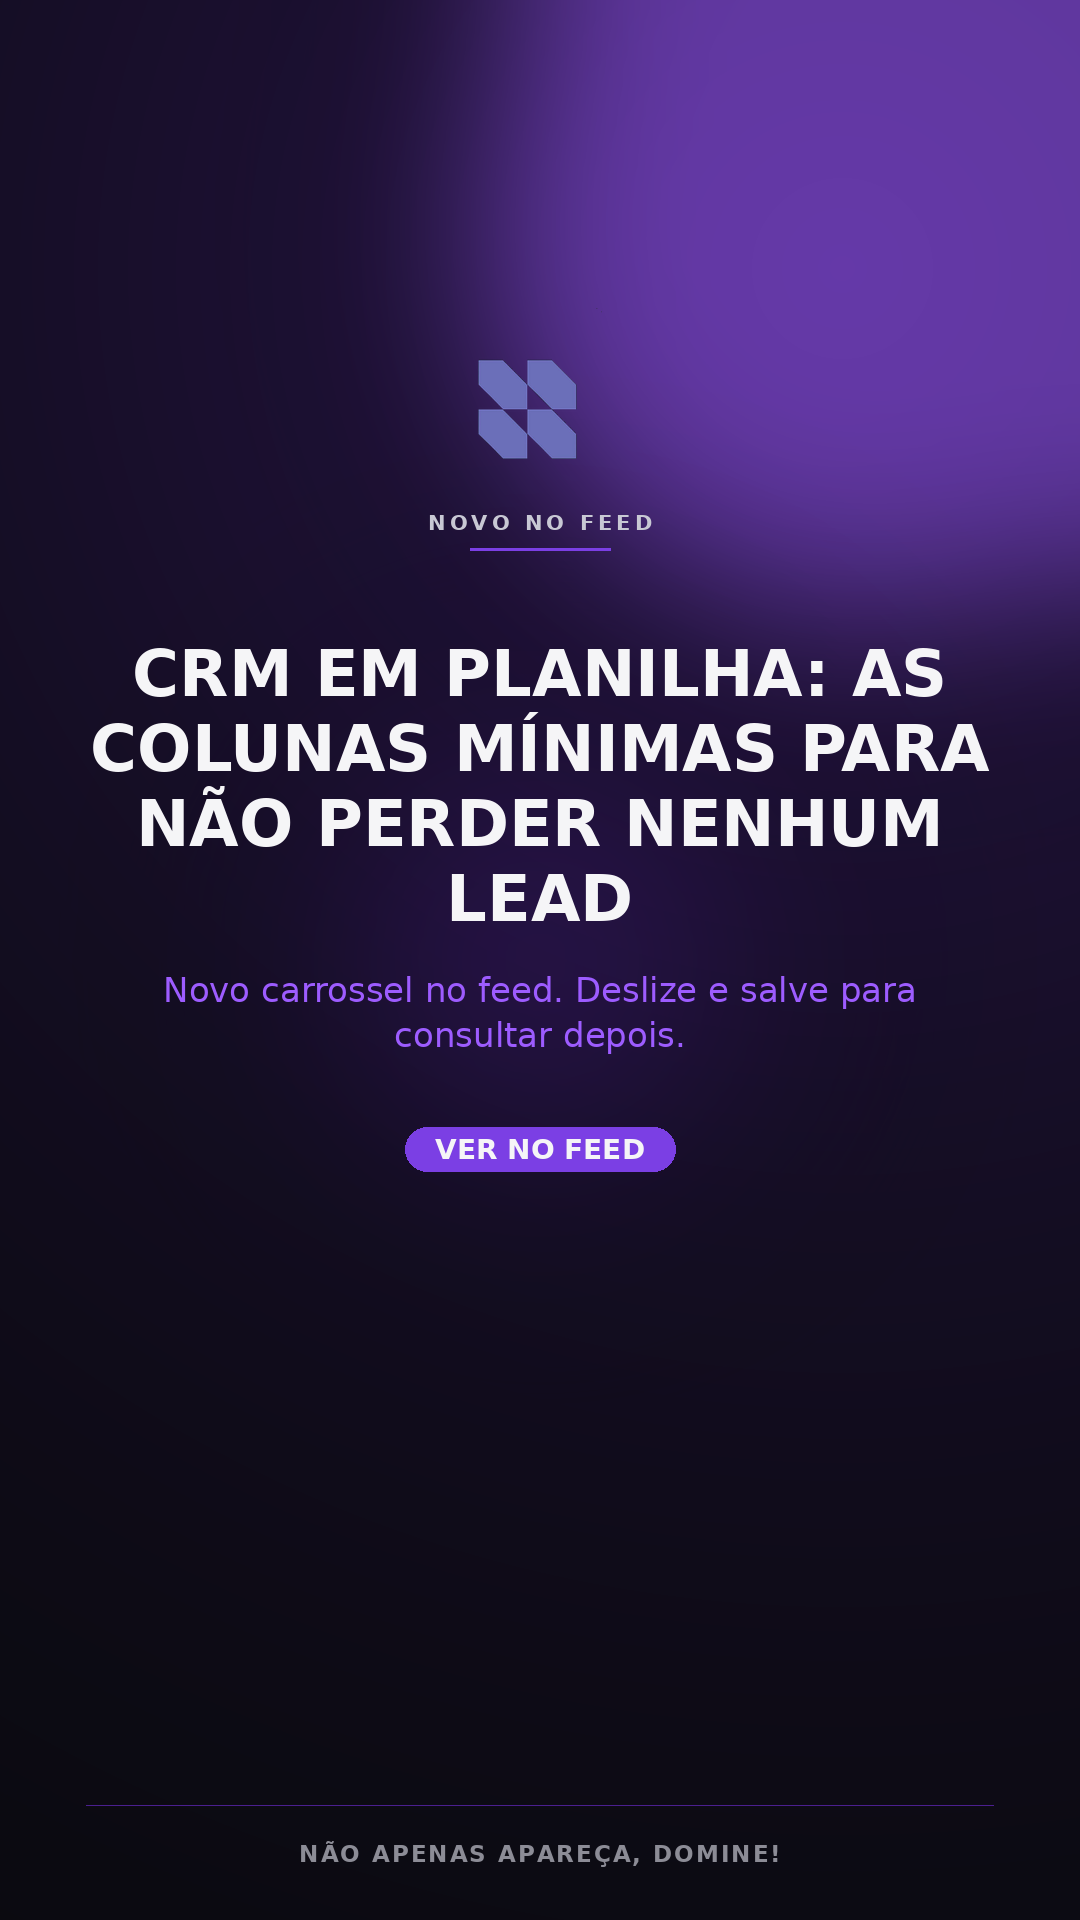 NOVO NO FEED
CRM EM PLANILHA: AS
COLUNAS MÍNIMAS PARA
NÃO PERDER NENHUM
LEAD
Novo carrossel no feed. Deslize e salve para
consultar depois.
VER NO FEED
NÃO APENAS APAREÇA, DOMINE!